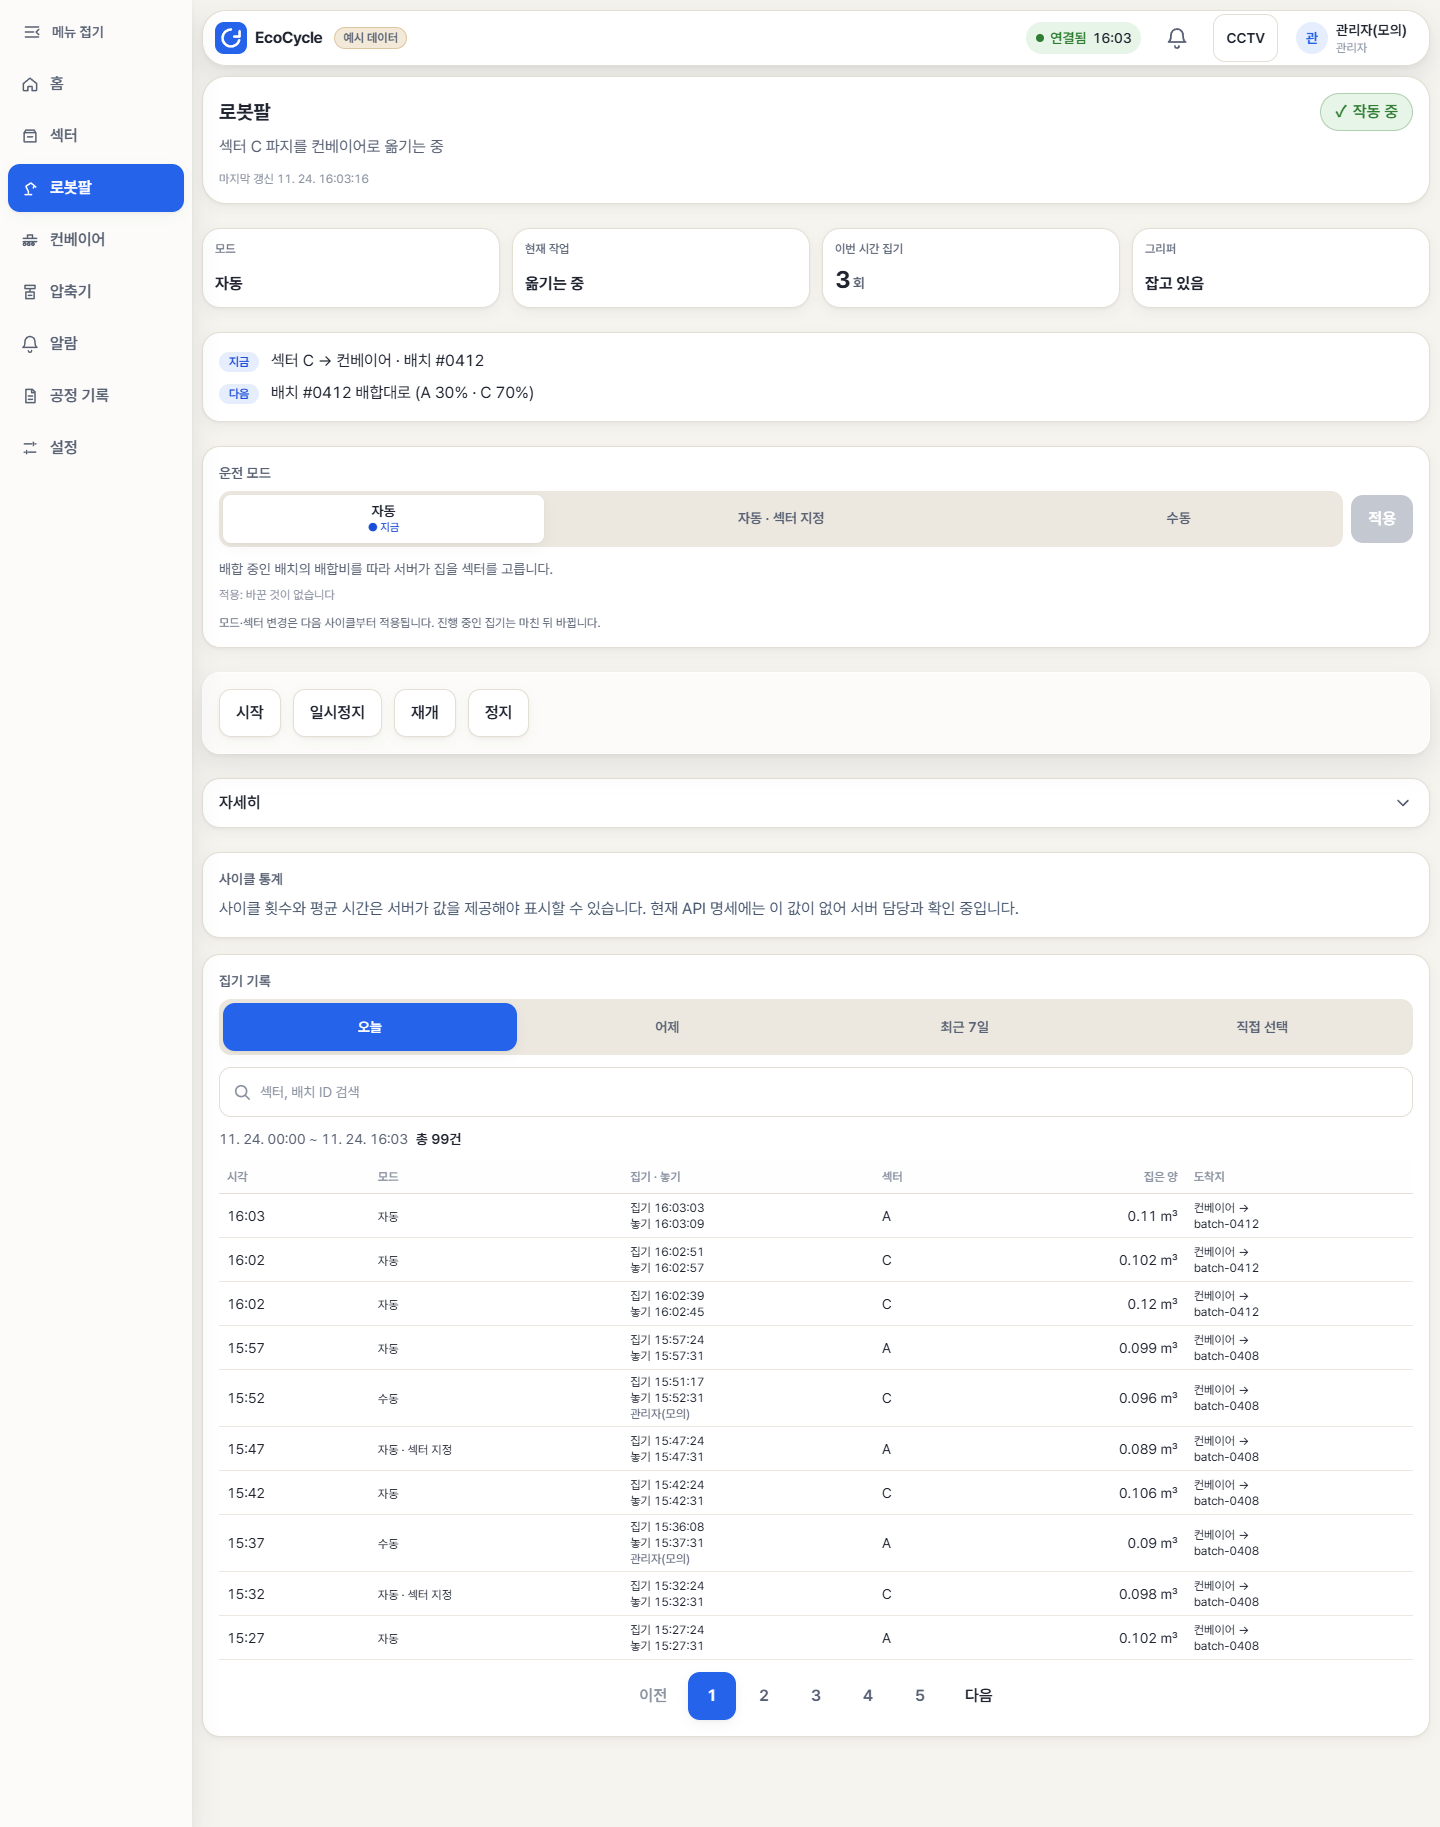 메뉴 접기
홈
섹터
로봇팔
컨베이어
압축기
알람
공정 기록
설정
EcoCycle 예시 데이터
연결됨 16:03
CCTV
관 관리자(모의)
관리자
로봇팔
✓ 작동 중
섹터 C 파지를 컨베이어로 옮기는 중
마지막 갱신 11. 24. 16:03:16
모드
자동
현재 작업
옮기는 중
이번 시간 집기
3 회
그리퍼
잡고 있음
지금 섹터 C → 컨베이어 · 배치 #0412
다음 배치 #0412 배합대로 (A 30% · C 70%)
운전 모드
자동
● 지금
자동 · 섹터 지정
수동
적용
배합 중인 배치의 배합비를 따라 서버가 집을 섹터를 고릅니다.
적용: 바꾼 것이 없습니다
모드·섹터 변경은 다음 사이클부터 적용됩니다. 진행 중인 집기는 마친 뒤 바뀝니다.
시작 일시정지 재개 정지
자세히
사이클 통계
사이클 횟수와 평균 시간은 서버가 값을 제공해야 표시할 수 있습니다. 현재 API 명세에는 이 값이 없어 서버 담당과 확인 중입니다.
집기 기록
오늘 어제 최근 7일 직접 선택
섹터, 배치 ID 검색
11. 24. 00:00 ~ 11. 24. 16:03 총 99건
시각 모드 집기 · 놓기 섹터 집은 양 도착지
16:03 자동 집기 16:03:03 A 0.11 m³ 컨베이어 →
놓기 16:03:09 batch-0412
16:02 자동 집기 16:02:51 C 0.102 m³ 컨베이어 →
놓기 16:02:57 batch-0412
16:02 자동 집기 16:02:39 C 0.12 m³ 컨베이어 →
놓기 16:02:45 batch-0412
15:57 자동 집기 15:57:24 A 0.099 m³ 컨베이어 →
놓기 15:57:31 batch-0408
15:52 수동 집기 15:51:17 C 0.096 m³ 컨베이어 →
놓기 15:52:31 batch-0408
관리자(모의)
15:47 자동 · 섹터 지정 집기 15:47:24 A 0.089 m³ 컨베이어 →
놓기 15:47:31 batch-0408
15:42 자동 집기 15:42:24 C 0.106 m³ 컨베이어 →
놓기 15:42:31 batch-0408
15:37 수동 집기 15:36:08 A 0.09 m³ 컨베이어 →
놓기 15:37:31 batch-0408
관리자(모의)
15:32 자동 · 섹터 지정 집기 15:32:24 C 0.098 m³ 컨베이어 →
놓기 15:32:31 batch-0408
15:27 자동 집기 15:27:24 A 0.102 m³ 컨베이어 →
놓기 15:27:31 batch-0408
이전 1 2 3 4 5 다음